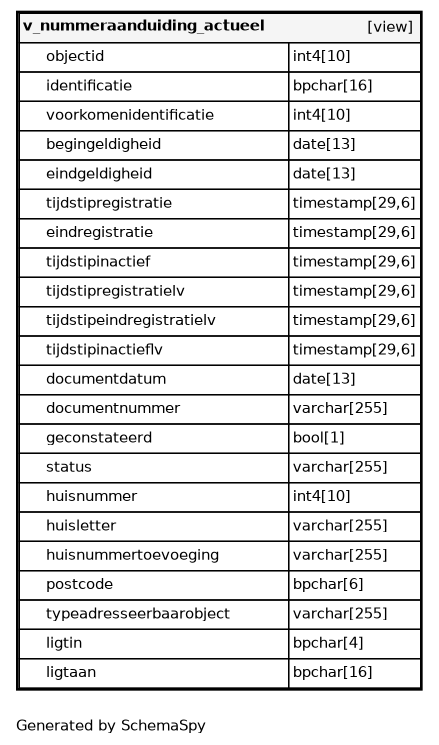 v_nummeraanduiding_actueel [view]
objectid int4[10]
identificatie bpchar[16]
voorkomenidentificatie int4[10]
begingeldigheid date[13]
eindgeldigheid date[13]
tijdstipregistratie timestamp[29,6]
eindregistratie timestamp[29,6]
tijdstipinactief timestamp[29,6]
tijdstipregistratielv timestamp[29,6]
tijdstipeindregistratielv timestamp[29,6]
tijdstipinactieflv timestamp[29,6]
documentdatum date[13]
documentnummer varchar[255]
geconstateerd bool[1]
status varchar[255]
huisnummer int4[10]
huisletter varchar[255]
huisnummertoevoeging varchar[255]
postcode bpchar[6]
typeadresseerbaarobject varchar[255]
ligtin bpchar[4]
ligtaan bpchar[16]
Generated by SchemaSpy